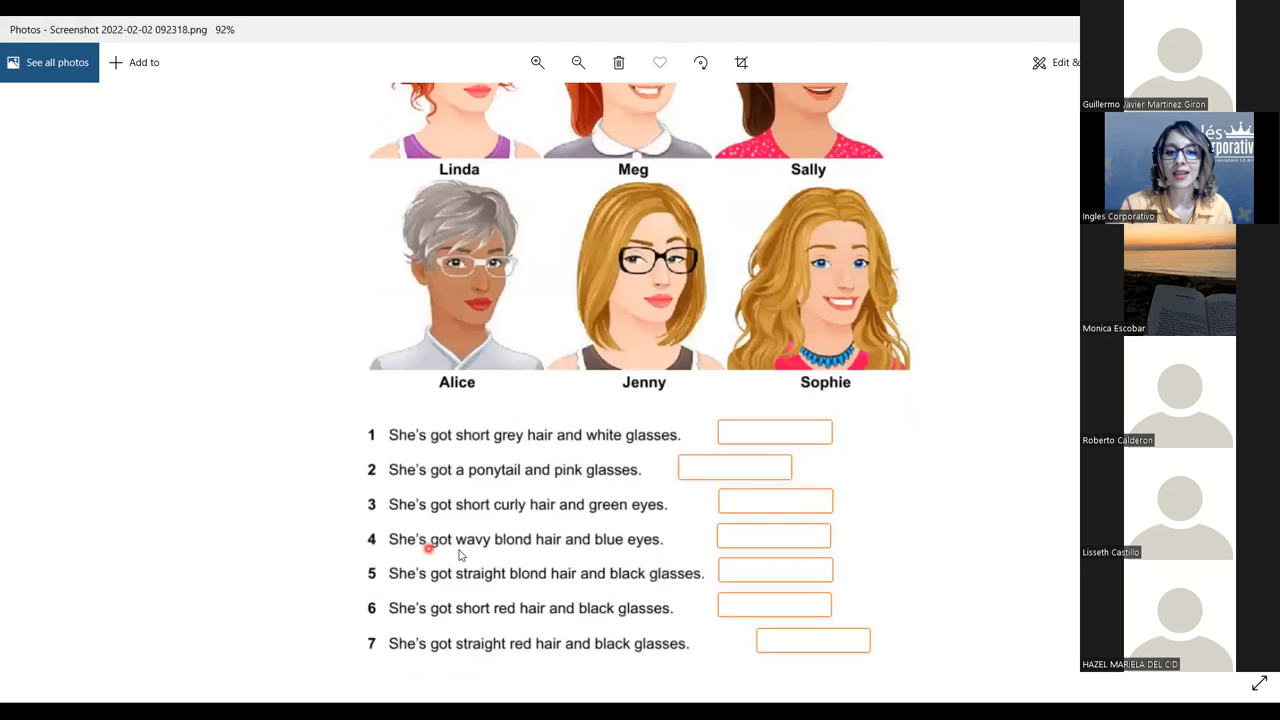 Photos - Screenshot 2022-02-02 092318.png 92%
See all photos
Add to
Edit &
Linda
Meg
Sally
Alice
Jenny
Sophie
1 She's got short grey hair and white glasses.
2 She's got a ponytail and pink glasses.
3 She's got short curly hair and green eyes.
4 She's got wavy blond hair and blue eyes.
5 She's got straight blond hair and black glasses.
6 She's got short red hair and black glasses.
7 She's got straight red hair and black glasses.
Guillermo Javier Martinez Giron
Ingles Corporativo
Monica Escobar
Roberto Calderon
Lisseth Castillo
HAZEL MARIELA DEL CID